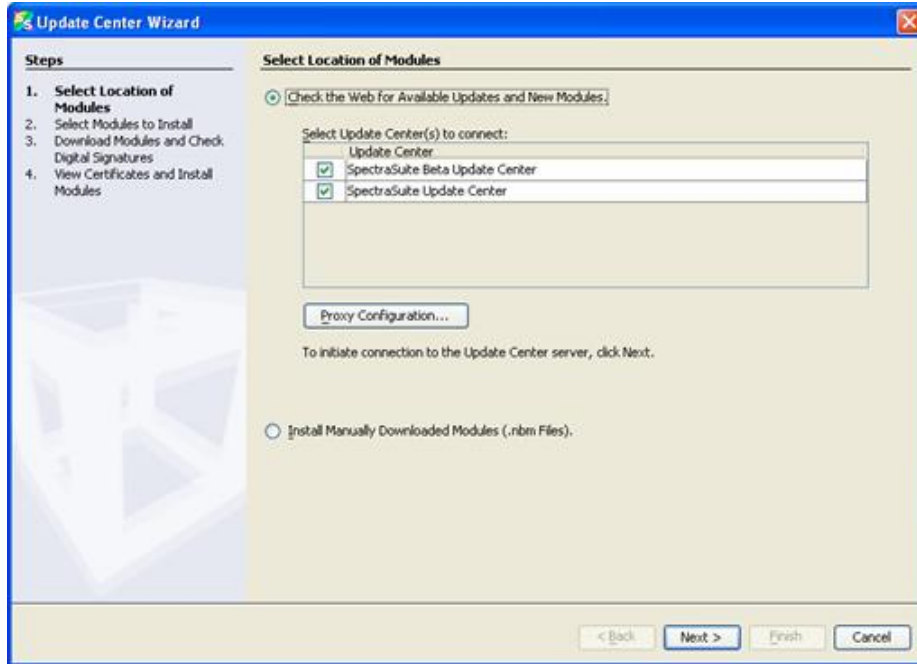 Update Center Wizard
Steps
1. Select Location of
Modules
2. Select Modules to Install
3. Download Modules and Check
Digital Signatures
4. View Certificates and Install
Modules
Select Location of Modules
Check the Web for Available Updates and New Modules.
Select Update Center(s) to connect:
Update Center
SpectraSuite Beta Update Center
SpectraSuite Update Center
Proxy Configuration...
To initiate connection to the Update Center server, click Next.
Install Manually Downloaded Modules (.nbm Files).
< Back Next > Finish Cancel